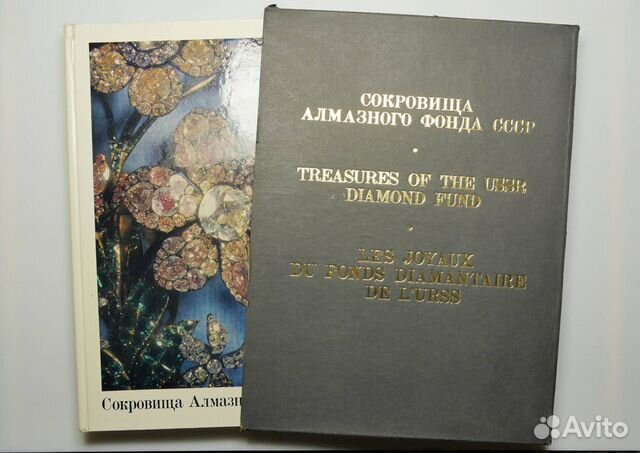 СОКРОВИЩА
АЛМАЗНОГО ФОНДА СССР
TREASURES OF THE USSR
DIAMOND FUND
LES JOYAUX
DU FONDS DIAMANTAIRE
DE L'URSS
Сокровища Алмазн
Avito